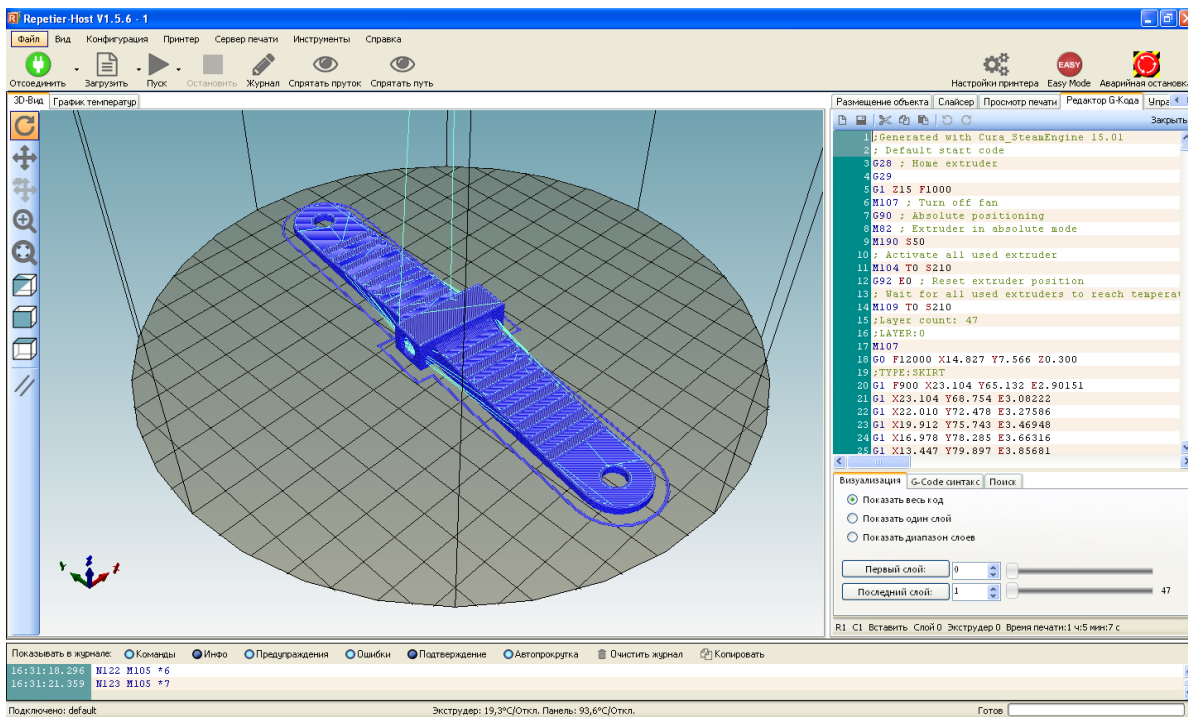 Repetier-Host V1.5.6 - 1
Файл Вид Конфигурация Принтер Сервер печати Инструменты Справка
Отсоединить Загрузить Пуск Остановить Журнал Спрятать пруток Спрятать путь Настройки принтера Easy Mode Аварийная остановка
EASY
3D-Вид График температур
Размещение объекта Слайсер Просмотр печати Редактор G-Кода Упра
Закрыть
1 ;Generated with Cura_SteamEngine 15.01
2 ; Default start code
3 G28 ; Home extruder
4 G29
5 G1 Z15 F1000
6 M107 ; Turn off fan
7 G90 ; Absolute positioning
8 M82 ; Extruder in absolute mode
9 M190 S50
10 ; Activate all used extruder
11 M104 T0 S210
12 G92 E0 ; Reset extruder position
13 ; Wait for all used extruders to reach temperat
14 M109 T0 S210
15 ;Layer count: 47
16 ;LAYER:0
17 M107
18 G0 F12000 X14.827 Y7.566 Z0.300
19 ;TYPE:SKIRT
20 G1 F900 X23.104 Y65.132 E2.90151
21 G1 X23.104 Y68.754 E3.08222
22 G1 X22.010 Y72.478 E3.27586
23 G1 X19.912 Y75.743 E3.46948
24 G1 X16.978 Y78.285 E3.66316
25 G1 X13.447 Y79.897 E3.85681
Визуализация G-Code синтакс Поиск
Показать весь код
Показать один слой
Показать диапазон слоев
Первый слой: 0
Последний слой: 1 47
R1 C1 Вставить Слой 0 Экструдер 0 Время печати:1 ч:5 мин:7 с
Y Z X
Показывать в журнале: Команды Инфо Предупраждения Ошибки Подтверждение Автопрокрутка Очистить журнал Копировать
16:31:18.296 N122 M105 *6
16:31:21.359 N123 M105 *7
Подключено: default Экструдер: 19,3°C/Откл. Панель: 93,6°C/Откл. Готов